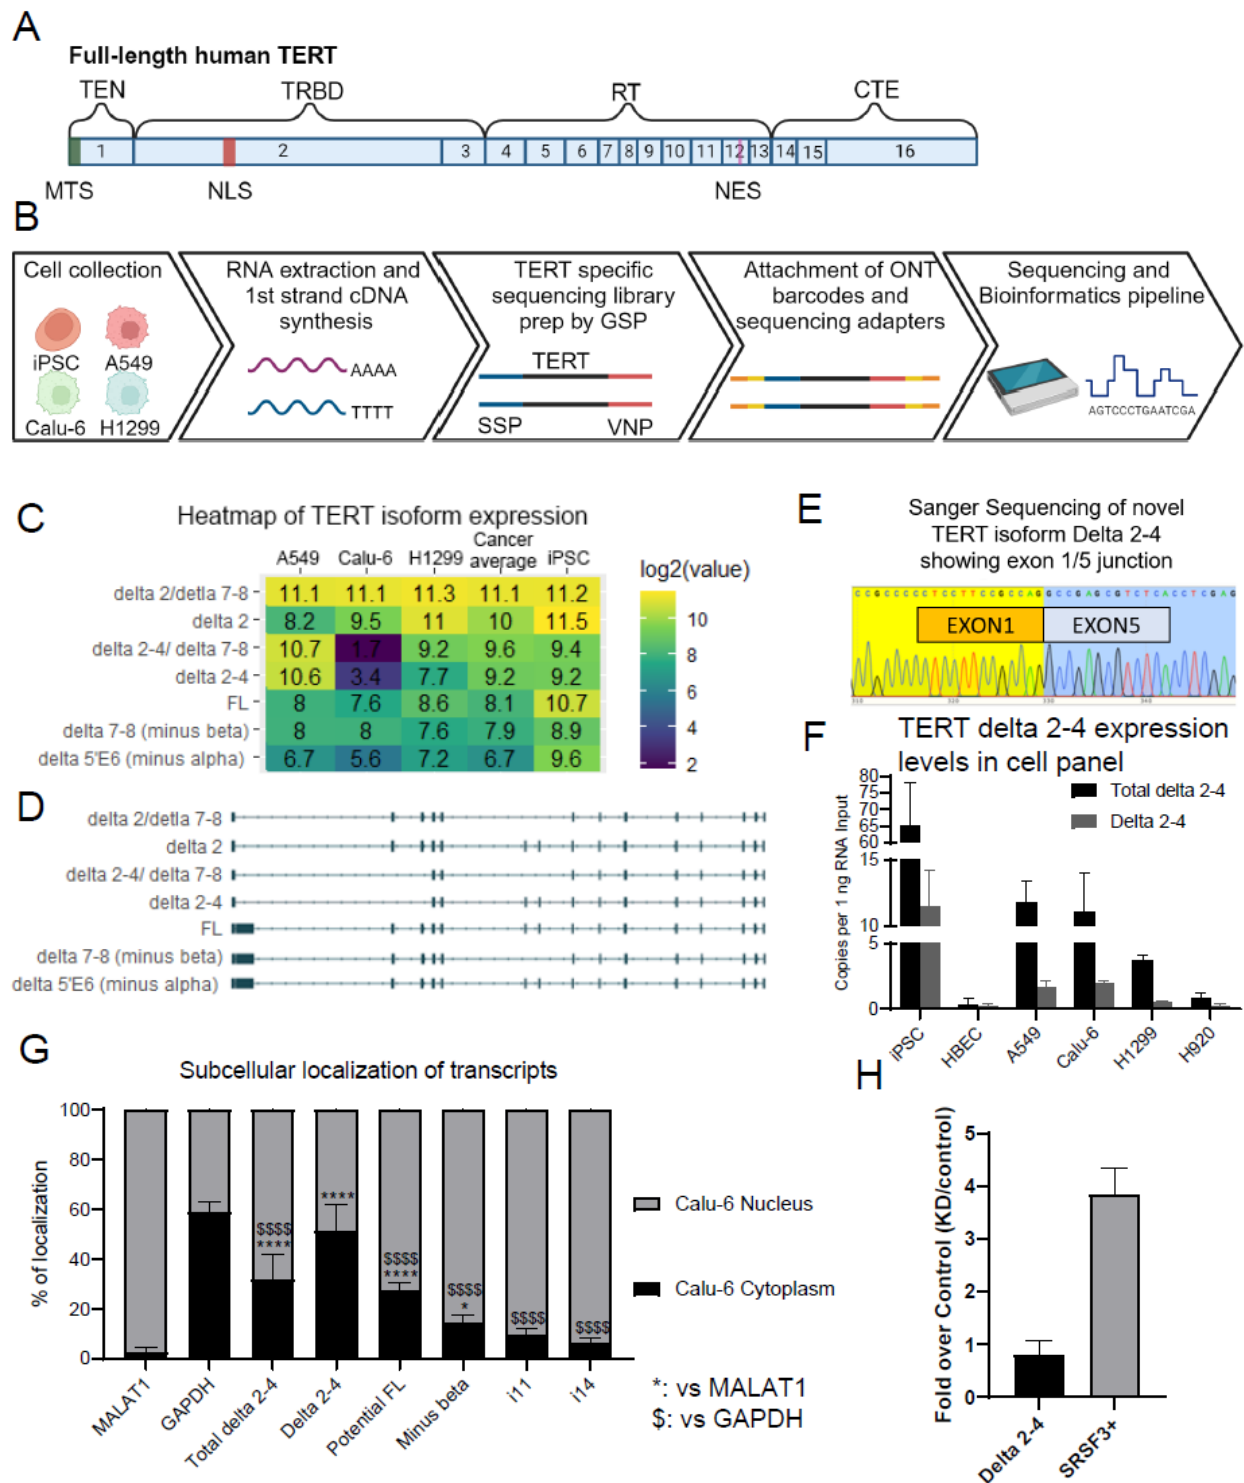 A
Full-length human TERT
TEN TRBD RT CTE
1 2 3 4 5 6 7 8 9 10 11 12 13 14 15 16
MTS NLS NES
B
Cell collection
iPSC A549
Calu-6 H1299
RNA extraction and
1st strand cDNA
synthesis
AAAA
TTTT
TERT specific
sequencing library
prep by GSP
TERT
SSP VNP
Attachment of ONT
barcodes and
sequencing adapters
Sequencing and
Bioinformatics pipeline
AGTCCCTGAATCGA
C
Heatmap of TERT isoform expression
A549 Calu-6 H1299 Cancer average iPSC
delta 2/detla 7-8 11.1 11.1 11.3 11.1 11.2
delta 2 8.2 9.5 11 10 11.5
delta 2-4/ delta 7-8 10.7 1.7 9.2 9.6 9.4
delta 2-4 10.6 3.4 7.7 9.2 9.2
FL 8 7.6 8.6 8.1 10.7
delta 7-8 (minus beta) 8 8 7.6 7.9 8.9
delta 5'E6 (minus alpha) 6.7 5.6 7.2 6.7 9.6
log2(value)
10
8
6
4
2
D
delta 2/detla 7-8
delta 2
delta 2-4/ delta 7-8
delta 2-4
FL
delta 7-8 (minus beta)
delta 5'E6 (minus alpha)
E
Sanger Sequencing of novel
TERT isoform Delta 2-4
showing exon 1/5 junction
C C G C C C C C T C C T T C C G C C A G G C C G A G C G T C T C A C C T C G A G
EXON1 EXON5
310 330 340
F
TERT delta 2-4 expression
levels in cell panel
Copies per 1 ng RNA Input
80
75
70
65
60
15
10
5
0
Total delta 2-4
Delta 2-4
iPSC HBEC A549 Calu-6 H1299 H920
G
Subcellular localization of transcripts
% of localization
100
80
60
40
20
0
$$$$
****
****
$$$$
****
$$$$
*
$$$$
$$$$
MALAT1 GAPDH Total delta 2-4 Delta 2-4 Potential FL Minus beta i11 i14
Calu-6 Nucleus
Calu-6 Cytoplasm
*: vs MALAT1
$: vs GAPDH
H
Fold over Control (KD/control)
5
4
3
2
1
0
Delta 2-4 SRSF3+